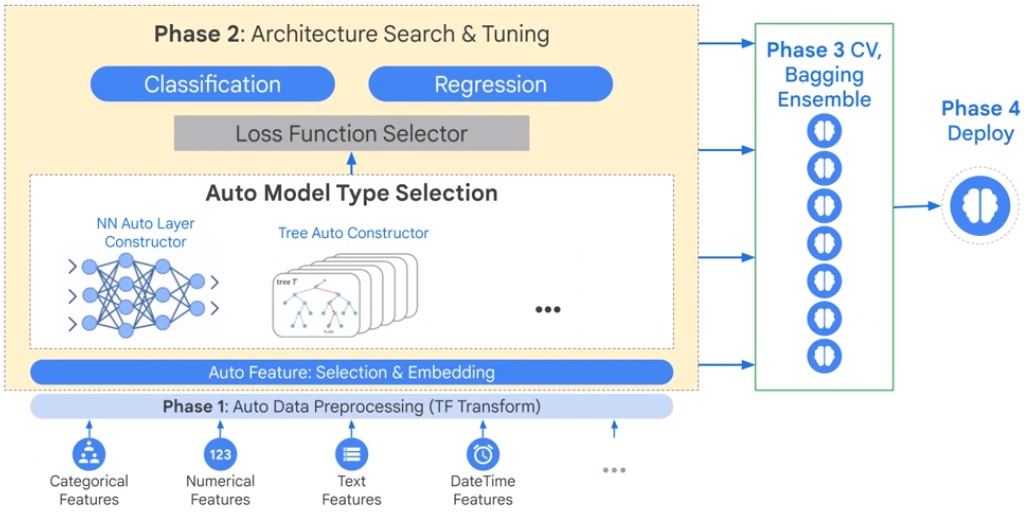 Phase 2: Architecture Search & Tuning
Classification
Regression
Loss Function Selector
Auto Model Type Selection
NN Auto Layer
Constructor
Tree Auto Constructor
tree T
...
Auto Feature: Selection & Embedding
Phase 1: Auto Data Preprocessing (TF Transform)
123
Categorical
Features
Numerical
Features
Text
Features
DateTime
Features
...
Phase 3 CV,
Bagging
Ensemble
Phase 4
Deploy